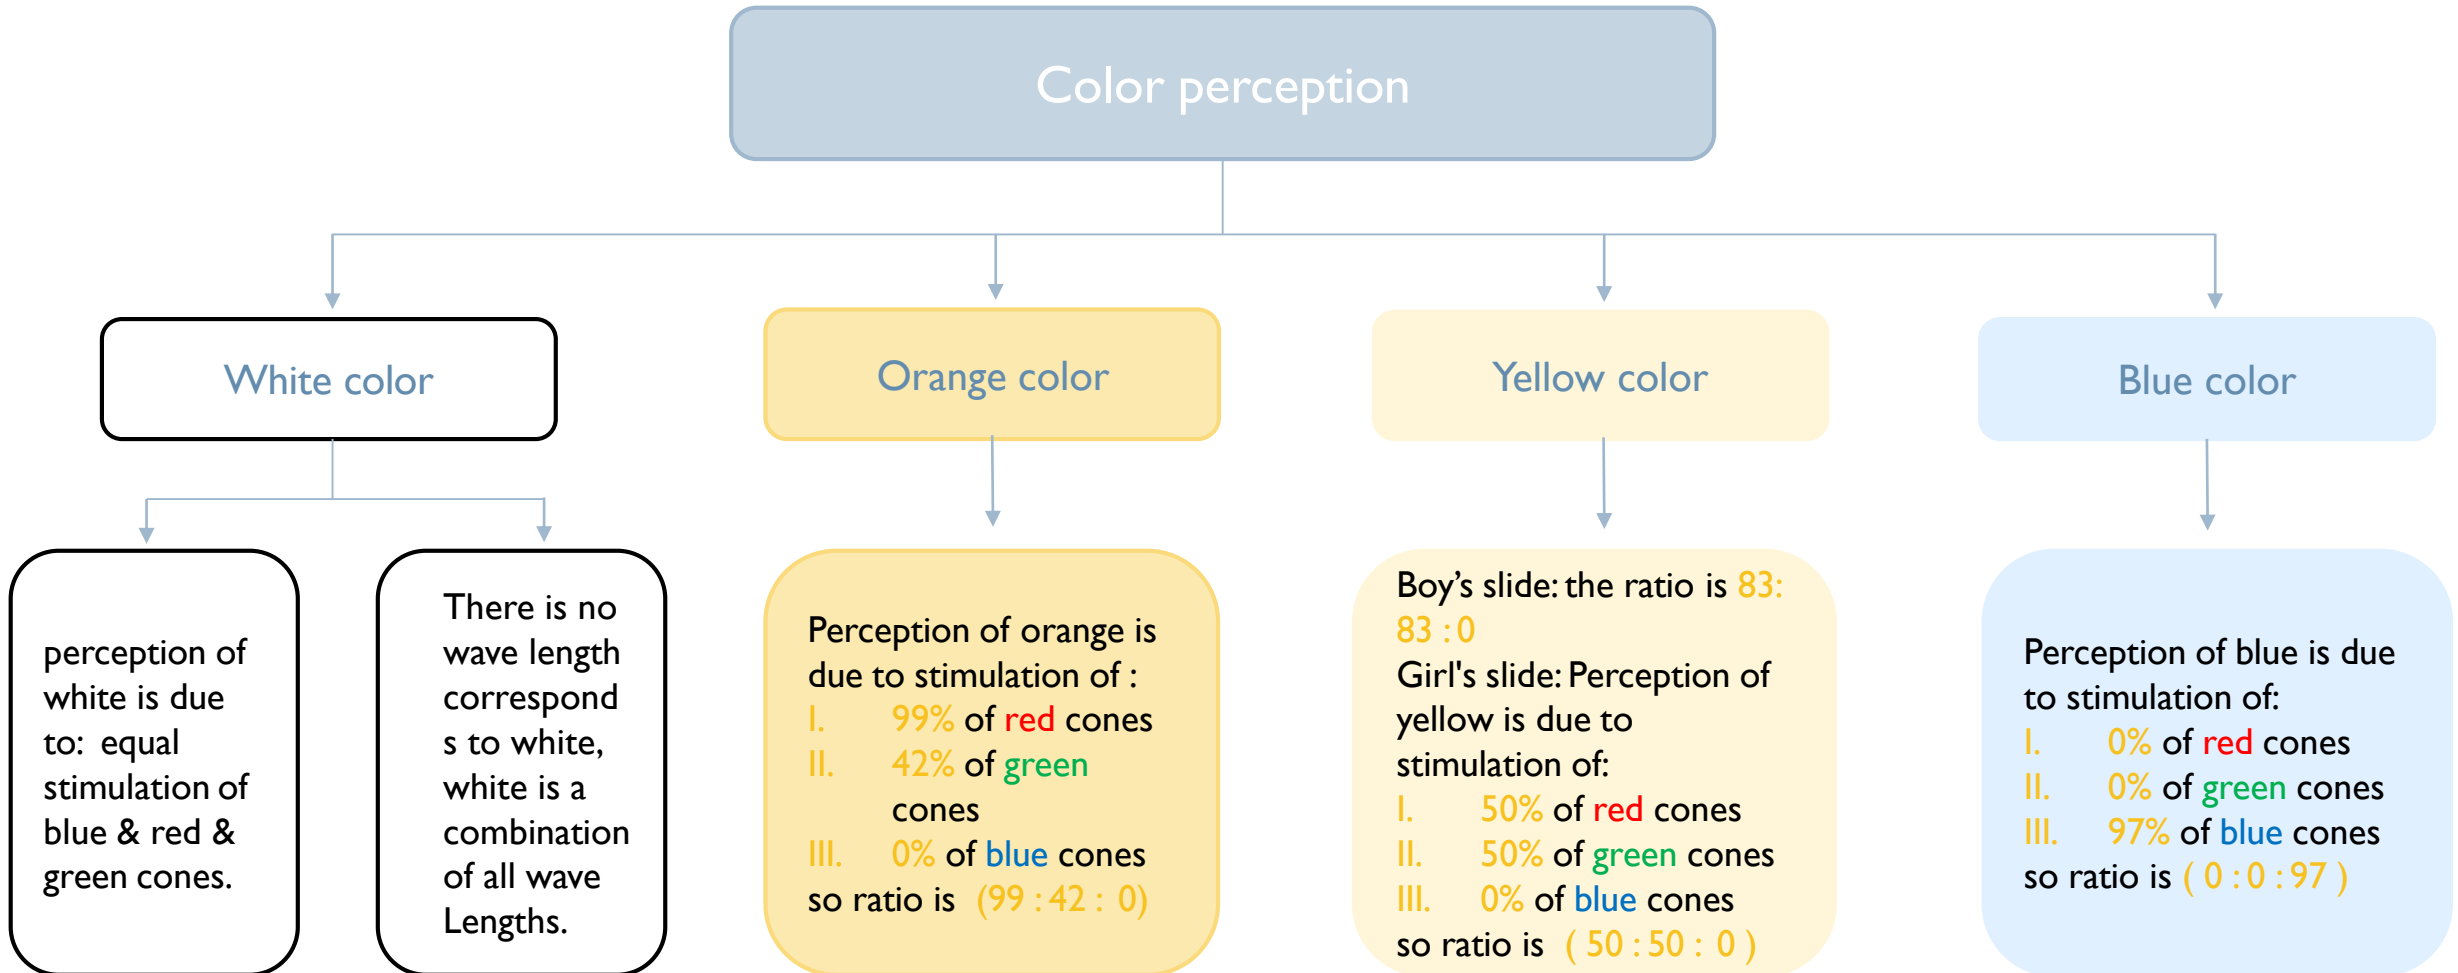 Color perception
White color
Orange color
Yellow color
Blue color
perception of
white is due
to: equal
stimulation of
blue & red &
green cones.
There is no
wave length
correspond
s to white,
white is a
combination
of all wave
Lengths.
Perception of orange is
due to stimulation of :
I. 99% of red cones
II. 42% of green
cones
III. 0% of blue cones
so ratio is (99 : 42 : 0)
Boy's slide: the ratio is 83:
83 : 0
Girl's slide: Perception of
yellow is due to
stimulation of:
I. 50% of red cones
II. 50% of green cones
III. 0% of blue cones
so ratio is ( 50 : 50 : 0 )
Perception of blue is due
to stimulation of:
I. 0% of red cones
II. 0% of green cones
III. 97% of blue cones
so ratio is ( 0 : 0 : 97 )